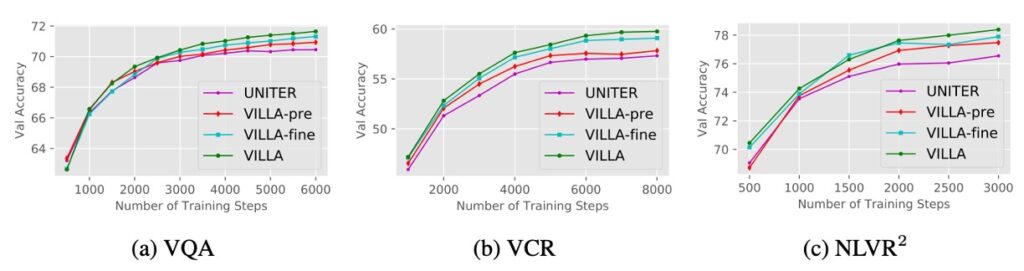 72
70
68
66
64
Val Accuracy
UNITER
VILLA-pre
VILLA-fine
VILLA
1000 2000 3000 4000 5000 6000
Number of Training Steps
(a) VQA
60
55
50
Val Accuracy
UNITER
VILLA-pre
VILLA-fine
VILLA
2000 4000 6000 8000
Number of Training Steps
(b) VCR
78
76
74
72
70
Val Accuracy
UNITER
VILLA-pre
VILLA-fine
VILLA
500 1000 1500 2000 2500 3000
Number of Training Steps
(c) NLVR²